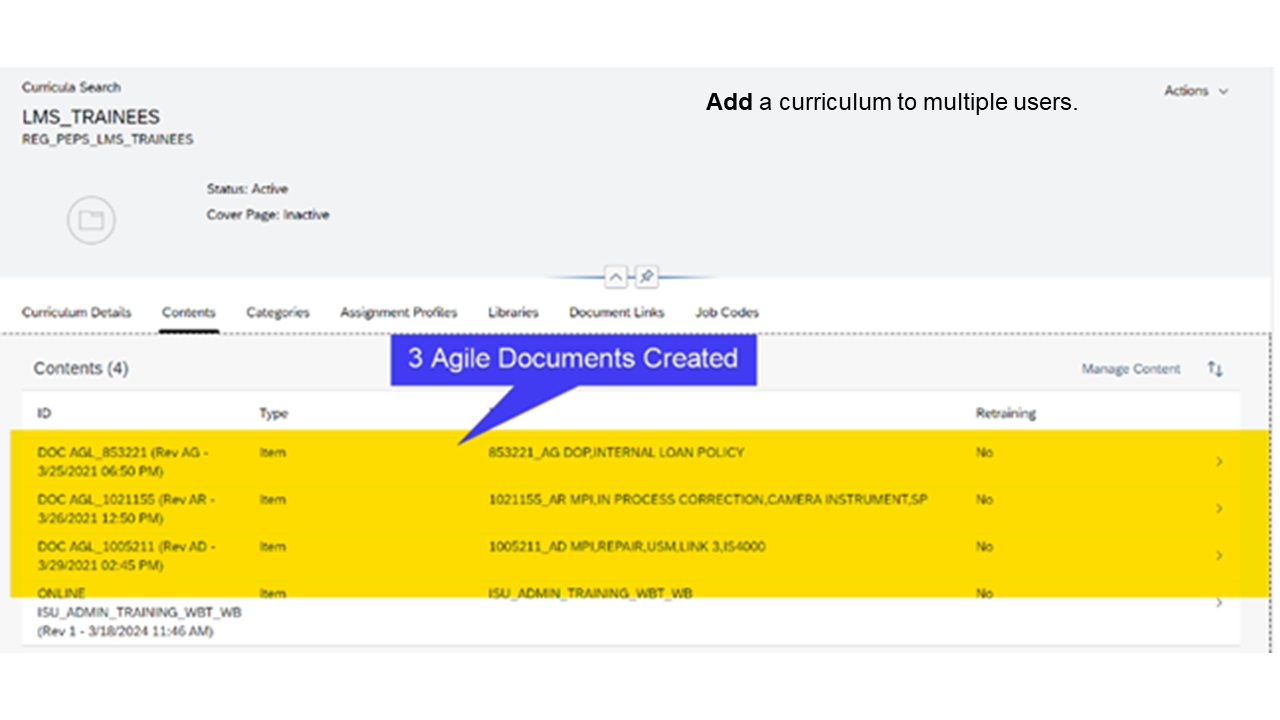 Curricula Search
Add a curriculum to multiple users.
Actions
LMS_TRAINEES
REG_PEPS_LMS_TRAINEES
Status: Active
Cover Page: Inactive
Curriculum Details Contents Categories Assignment Profiles Libraries Document Links Job Codes
3 Agile Documents Created
Contents (4)
Manage Content
ID Type Retraining
DOC AGL_853221 (Rev AG - Item 853221_AG DOP,INTERNAL LOAN POLICY No
3/25/2021 06:50 PM)
DOC AGL_1021155 (Rev AR - Item 1021155_AR MPI,IN PROCESS CORRECTION,CAMERA INSTRUMENT,SP No
3/26/2021 12:50 PM)
DOC AGL_1005211 (Rev AD - Item 1005211_AD MPI,REPAIR,USM,LINK 3,IS4000 No
3/29/2021 02:45 PM)
ONLINE Item ISU_ADMIN_TRAINING_WBT_WB No
ISU_ADMIN_TRAINING_WBT_WB
(Rev 1 - 3/18/2024 11:46 AM)